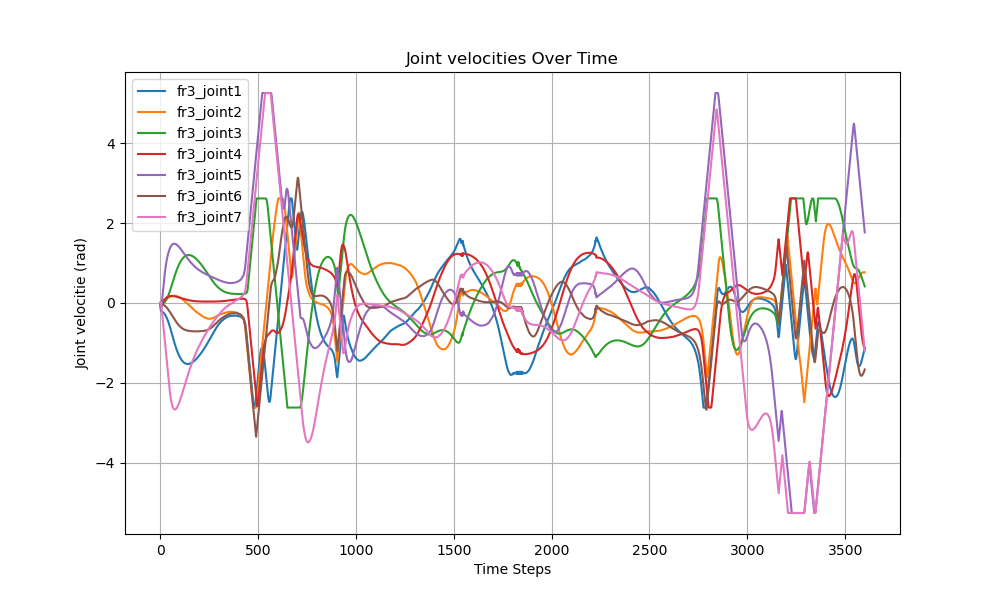 Joint velocities Over Time
fr3_joint1
fr3_joint2
fr3_joint3
fr3_joint4
fr3_joint5
fr3_joint6
fr3_joint7
Joint velocitie (rad)
4
2
0
−2
−4
0 500 1000 1500 2000 2500 3000 3500
Time Steps